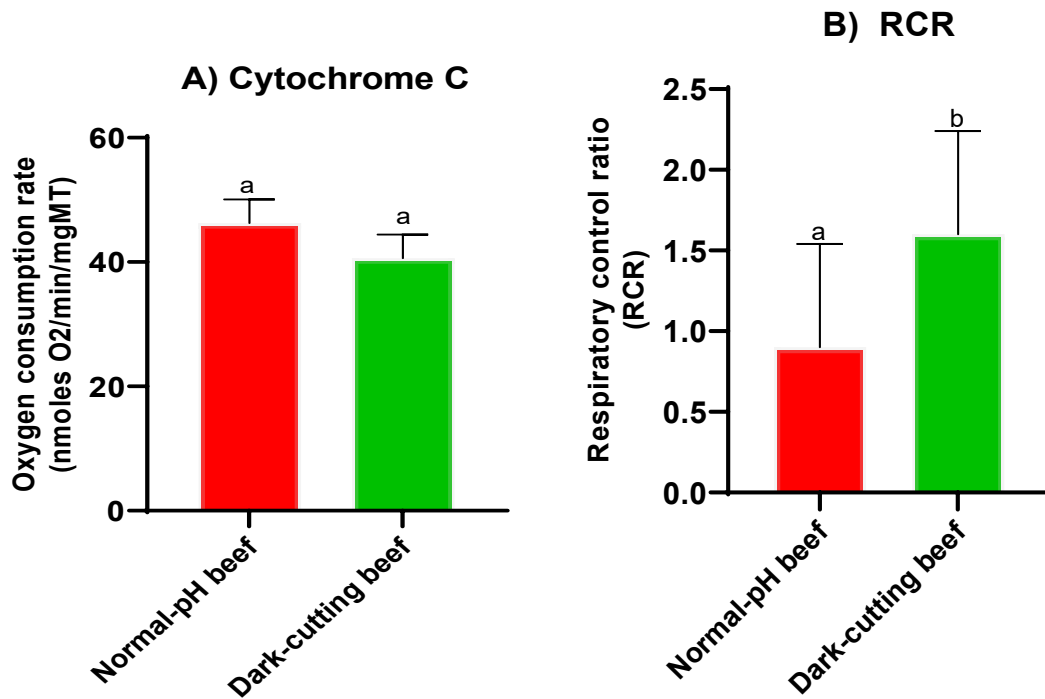 A) Cytochrome C
Oxygen consumption rate
(nmoles O2/min/mgMT)
60
40
20
0
a
a
Normal-pH beef
Dark-cutting beef
B) RCR
Respiratory control ratio
(RCR)
2.5
2.0
1.5
1.0
0.5
0.0
a
b
Normal-pH beef
Dark-cutting beef